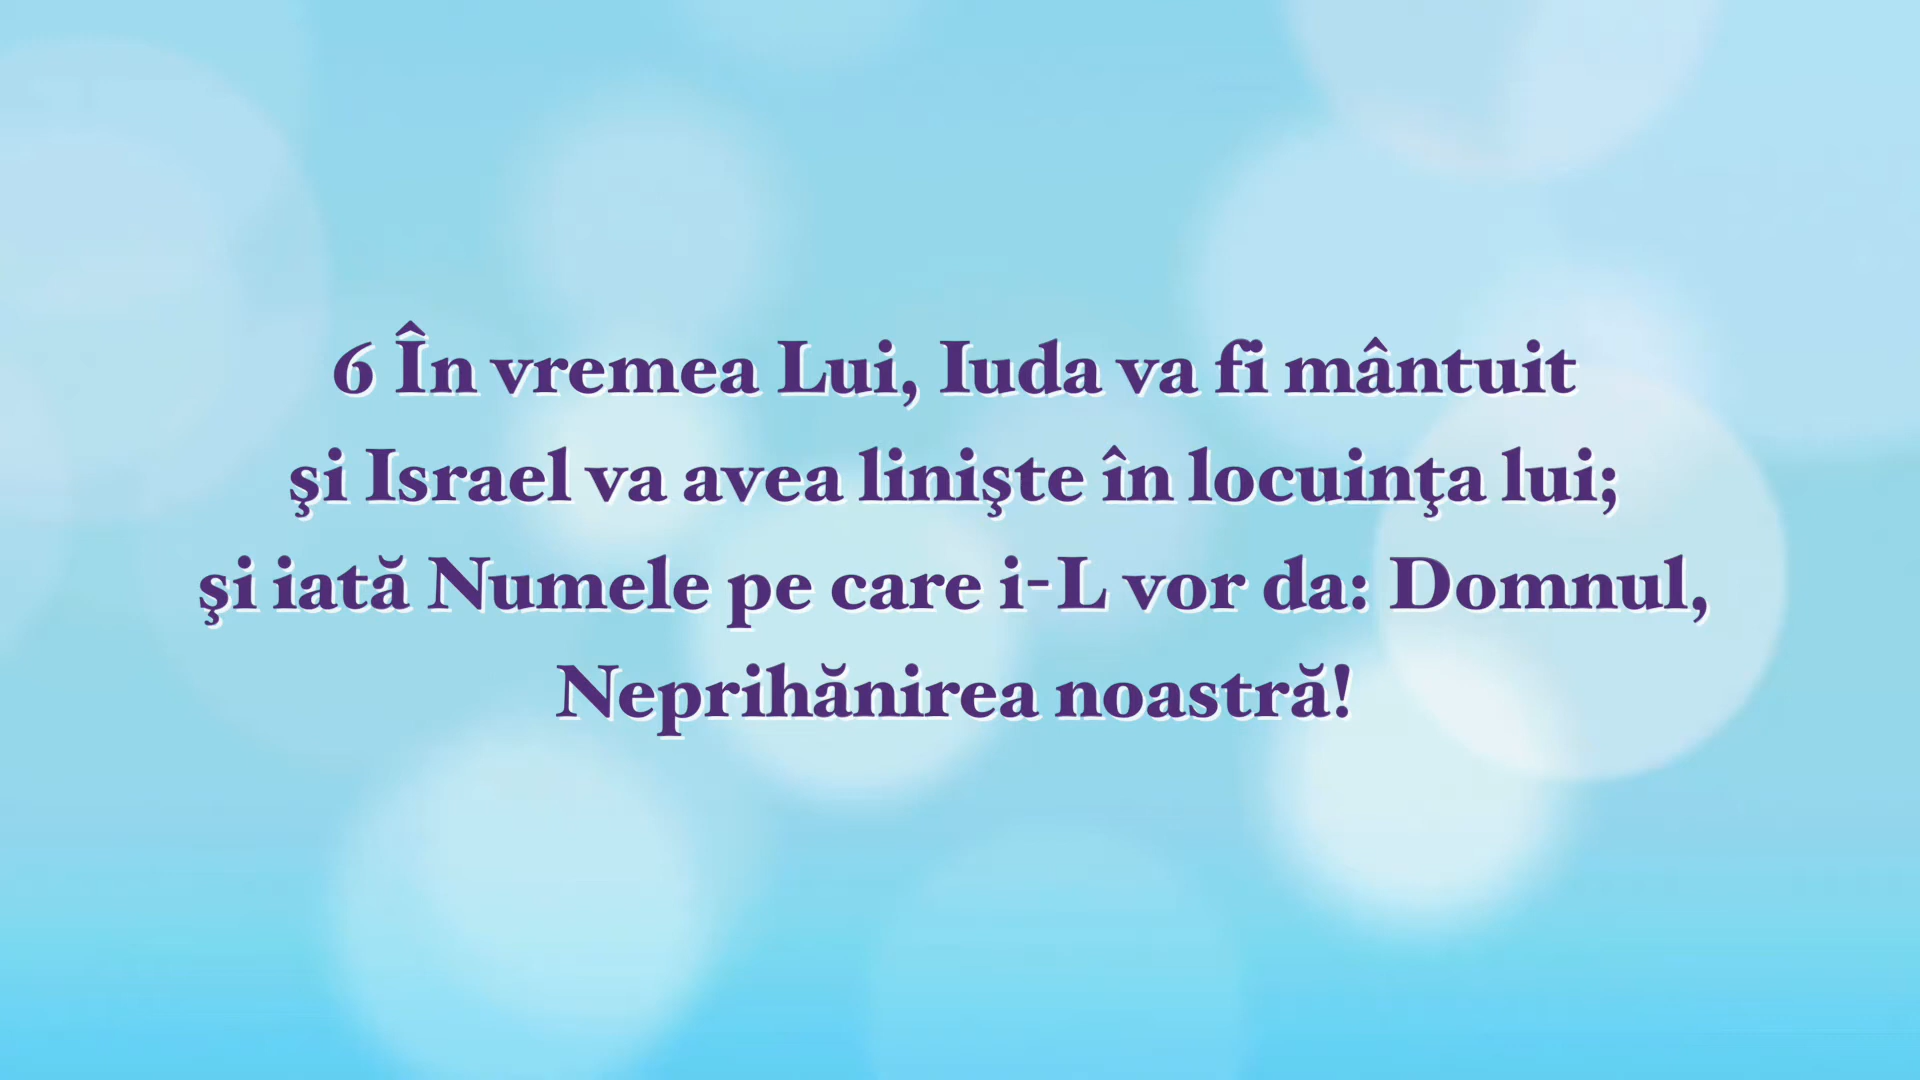 6 În vremea Lui, Iuda va fi mântuit
şi Israel va avea linişte în locuinţa lui;
şi iată Numele pe care i-L vor da: Domnul,
Neprihănirea noastră!